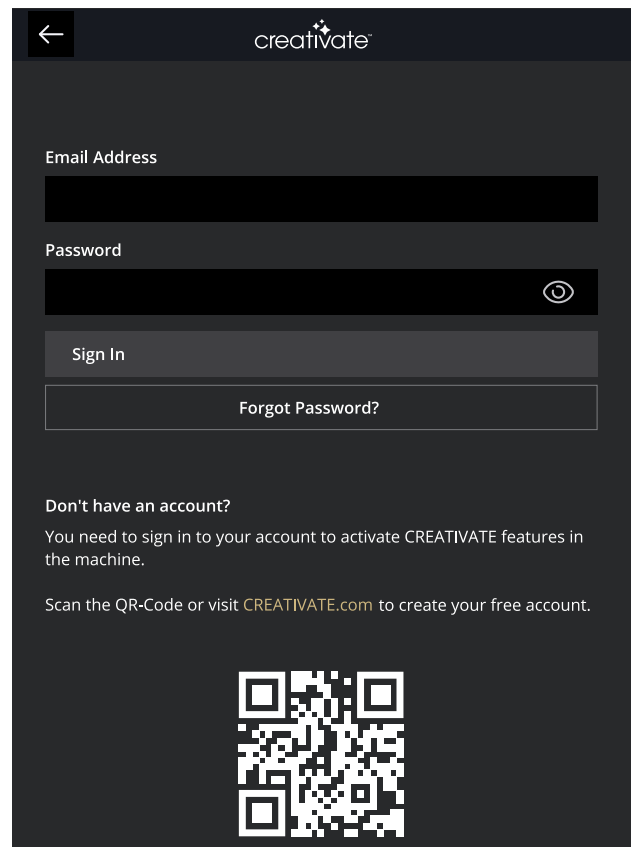 creativate™
Email Address
Password
Sign In
Forgot Password?
Don't have an account?
You need to sign in to your account to activate CREATIVATE features in
the machine.
Scan the QR-Code or visit CREATIVATE.com to create your free account.